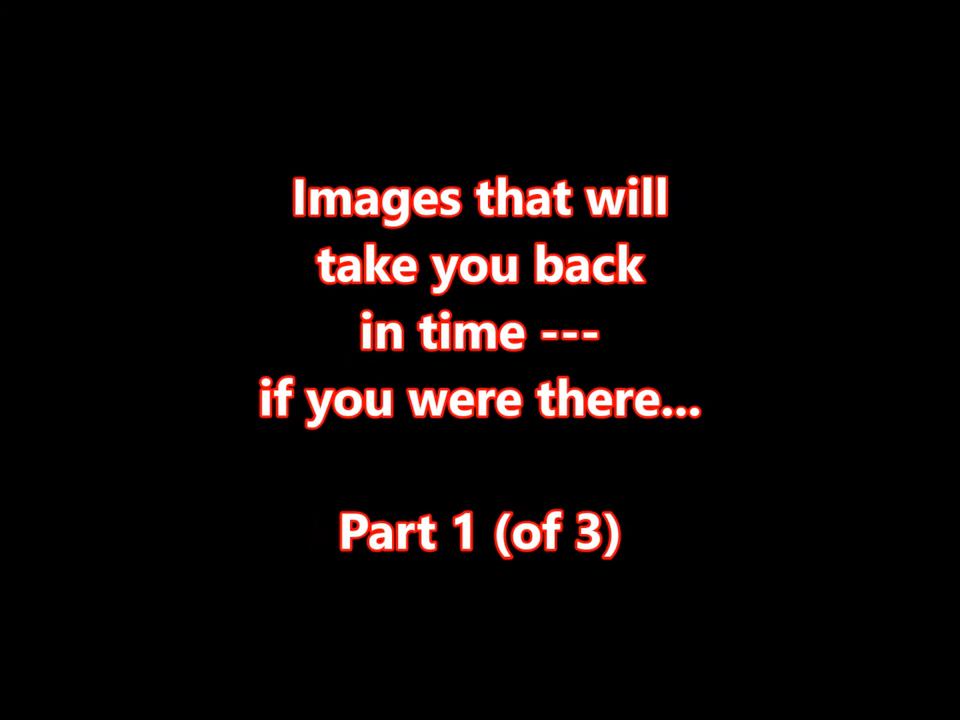 Images that will
take you back
in time ---
if you were there...
Part 1 (of 3)